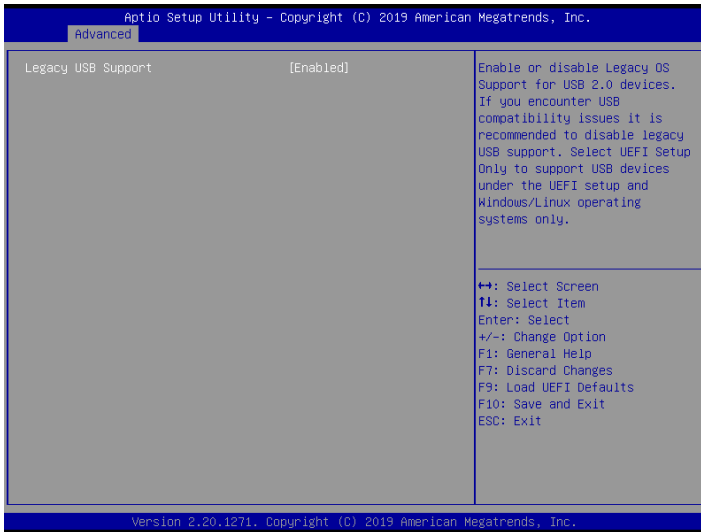 Aptio Setup Utility – Copyright (C) 2019 American Megatrends, Inc.
Advanced
Legacy USB Support [Enabled]
Enable or disable Legacy OS
Support for USB 2.0 devices.
If you encounter USB
compatibility issues it is
recommended to disable legacy
USB support. Select UEFI Setup
Only to support USB devices
under the UEFI setup and
Windows/Linux operating
systems only.
↔: Select Screen
↑↓: Select Item
Enter: Select
+/-: Change Option
F1: General Help
F7: Discard Changes
F9: Load UEFI Defaults
F10: Save and Exit
ESC: Exit
Version 2.20.1271. Copyright (C) 2019 American Megatrends, Inc.